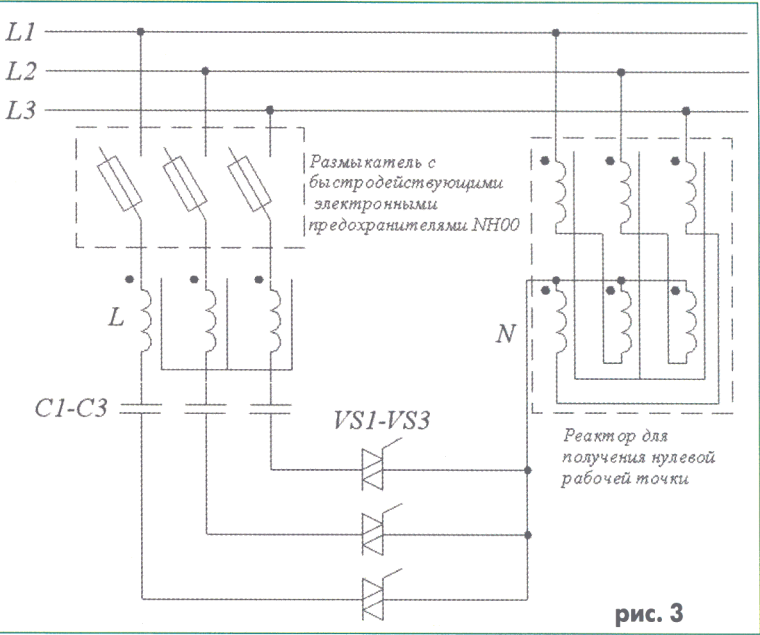 L1
L2
L3
Размыкатель с
быстродействующими
электронными
предохранителями NH00
L
N
C1-C3
VS1-VS3
Реактор для
получения нулевой
рабочей точки
рис. 3